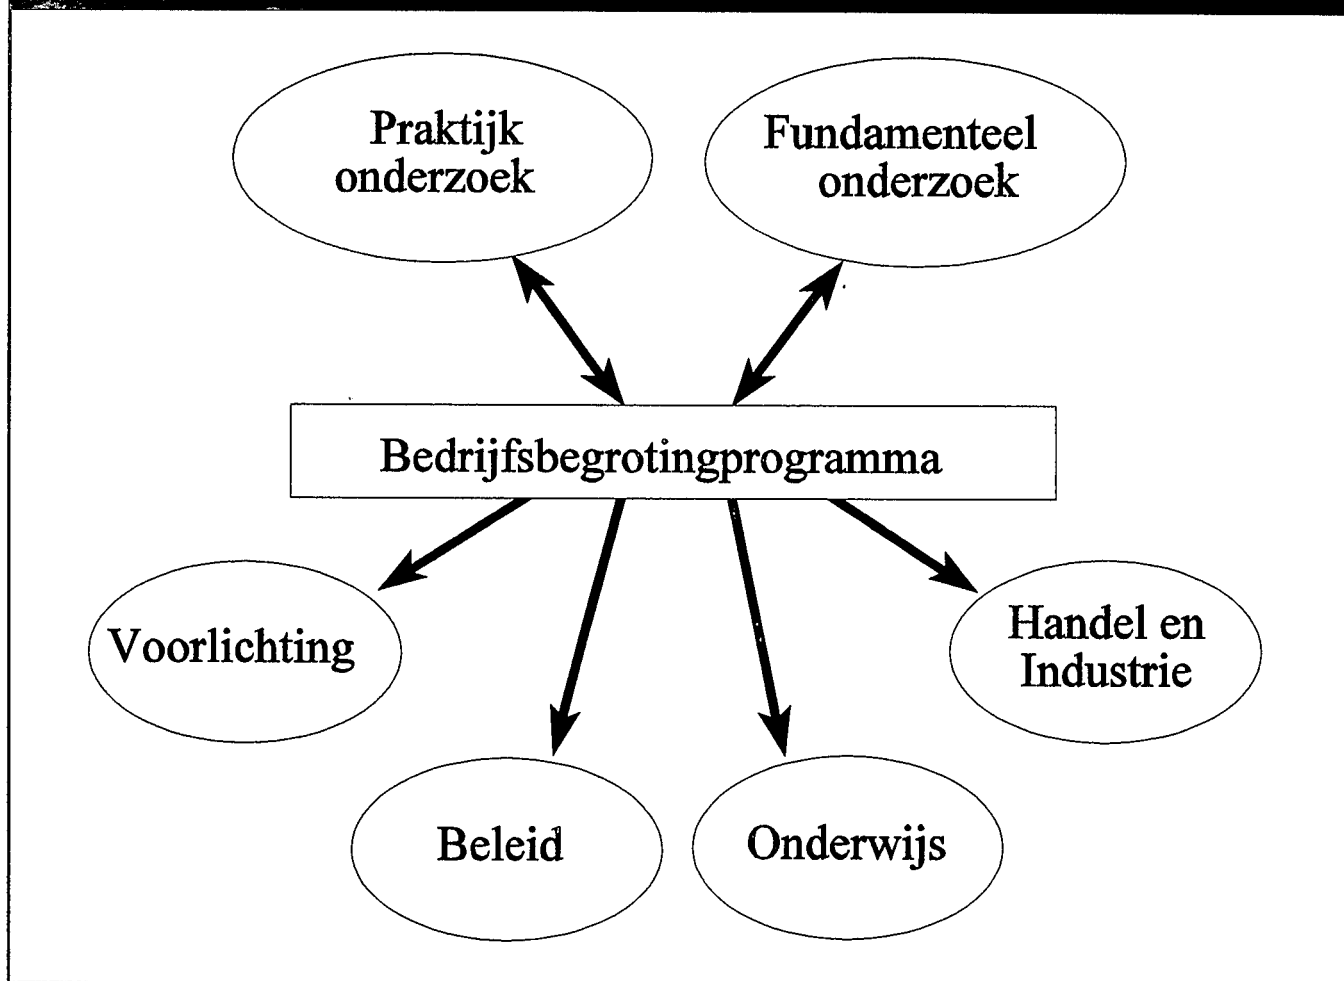 Praktijk
onderzoek
Fundamenteel
onderzoek
Bedrijfsbegrotingprogramma
Voorlichting
Handel en
Industrie
Beleid
Onderwijs